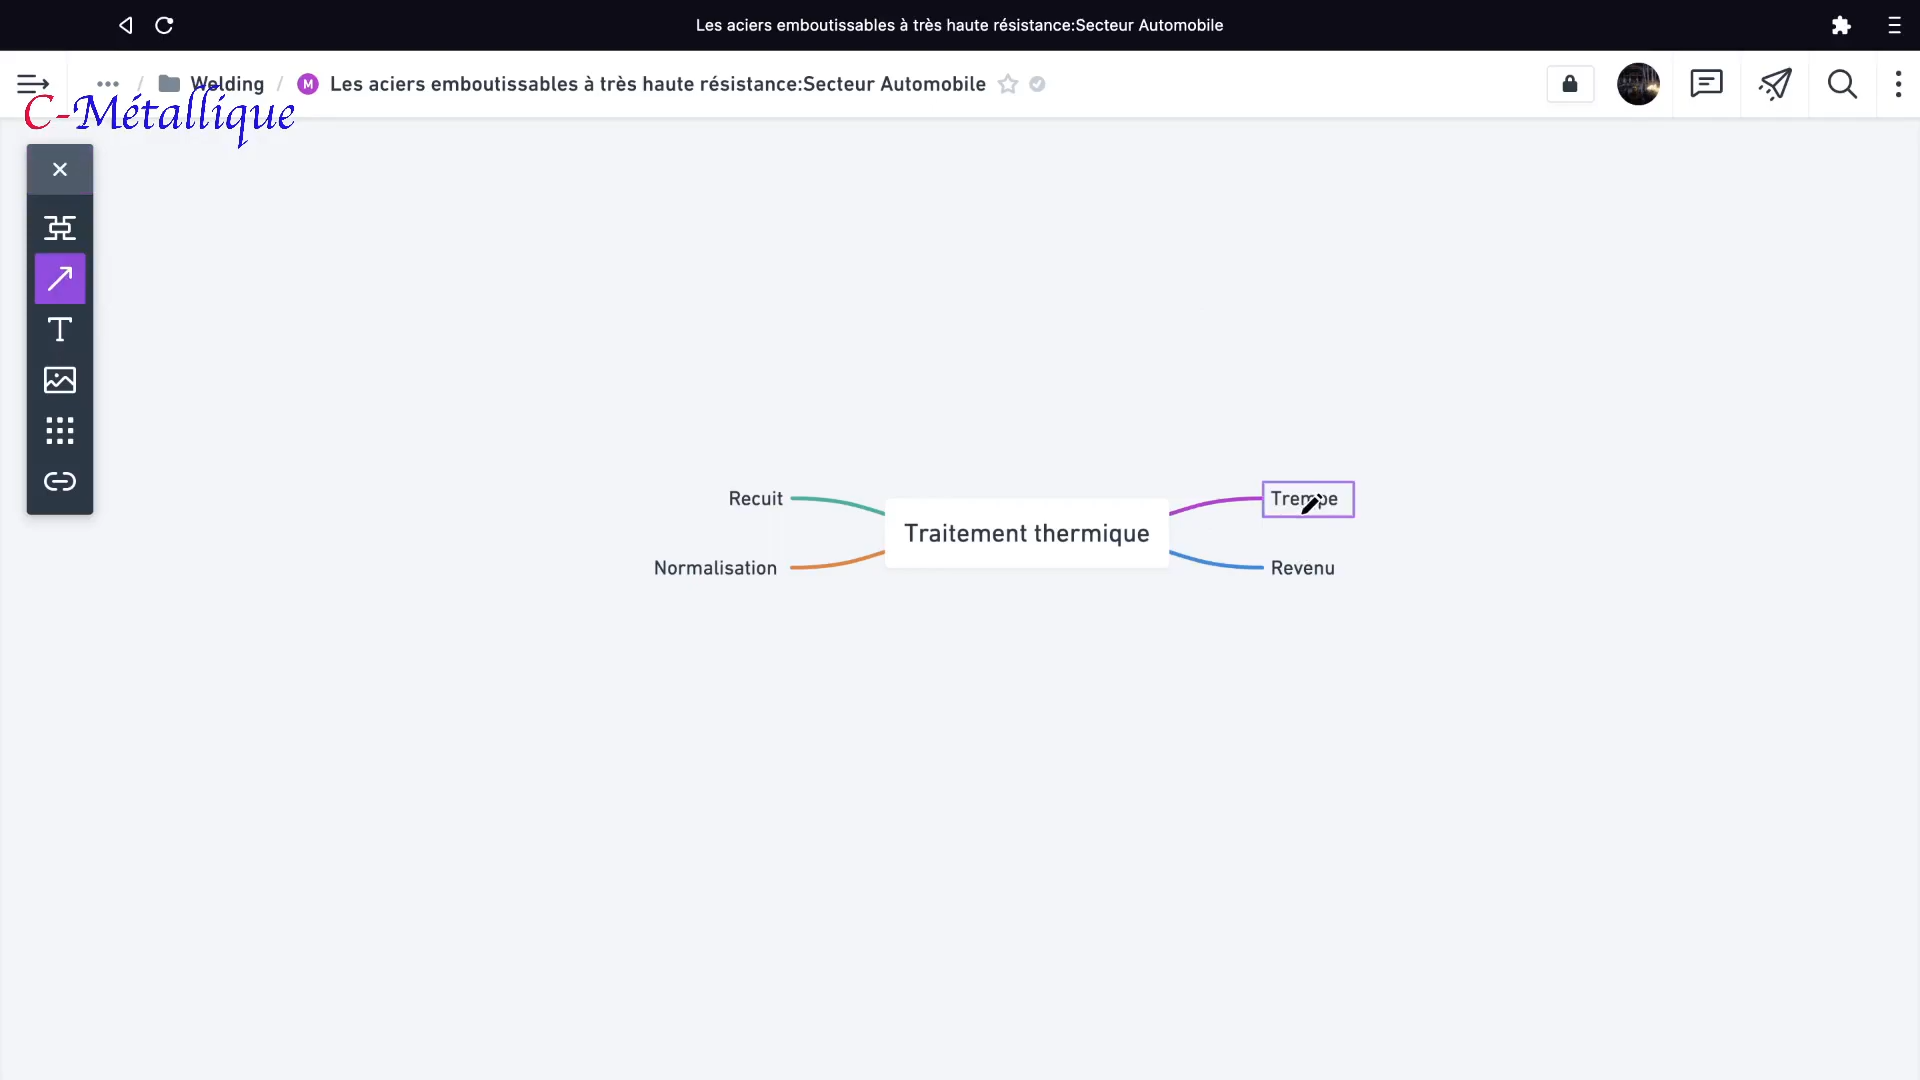 Les aciers emboutissables à très haute résistance:Secteur Automobile
Welding / M Les aciers emboutissables à très haute résistance:Secteur Automobile
C-Métallique
Recuit
Traitement thermique
Trempe
Normalisation
Revenu